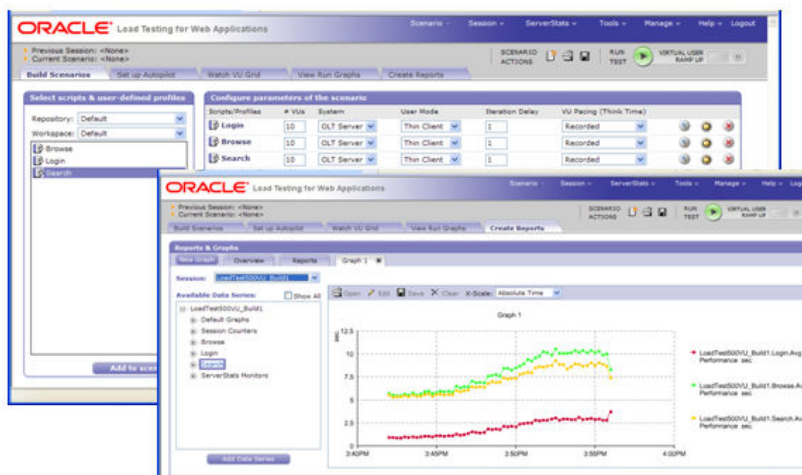 ORACLE Load Testing for Web Applications
Scenario Session ServerStats Tools Manage Help Logout
Previous Session: <None>
Current Scenario: <None>
SCENARIO ACTIONS
RUN TEST
VIRTUAL USER RAMP UP
Build Scenarios Set up Autopilot Watch VU Grid View Run Graphs Create Reports
Select scripts & user-defined profiles
Repository: Default
Workspace: Default
Browse
Login
Search
Add to scen
Configure parameters of the scenario
Scripts/Profiles # VUs System User Mode Iteration Delay VU Pacing (Think Time)
Login 10 OLT Server Thin Client 1 Recorded
Browse 10 OLT Server Thin Client 1 Recorded
Search 10 OLT Server Thin Client 1 Recorded
ORACLE Load Testing for Web Applications
Scenario Session ServerStats Tools Manage Help Log
Previous Session: <None>
Current Scenario: <None>
SCENARIO ACTIONS
RUN TEST
VIRTUAL USER RAMP UP
Build Scenarios Set up Autopilot Watch VU Grid View Run Graphs Create Reports
Reports & Graphs
New Graph Overview Reports Graph 1
Session: LoadTest500VU_Build1
Available Data Series: Show All
LoadTest500VU_Build1
Default Graphs
Session Counters
Browse
Login
Search
ServerStats Monitors
Add Data Series
Open Edit Save Clear X-Scale: Absolute Time
Graph 1
sec
12.5
10
7.5
5
2.5
0
3:40PM 3:45PM 3:50PM 3:55PM 4:00PM
LoadTest500VU_Build1.Login.Avg
Performance sec
LoadTest500VU_Build1.Browse.Av
Performance sec
LoadTest500VU_Build1.Search.Av
Performance sec